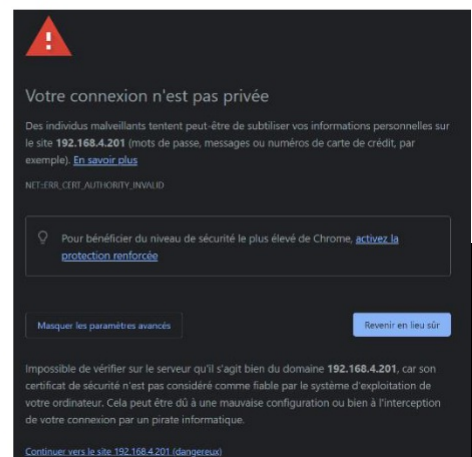 Votre connexion n'est pas privée
Des individus malveillants tentent peut-être de subtiliser vos informations personnelles sur
le site 192.168.4.201 (mots de passe, messages ou numéros de carte de crédit, par
exemple). En savoir plus
NET::ERR_CERT_AUTHORITY_INVALID
Pour bénéficier du niveau de sécurité le plus élevé de Chrome, activez la
protection renforcée
Masquer les paramètres avancés
Revenir en lieu sûr
Impossible de vérifier sur le serveur qu'il s'agit bien du domaine 192.168.4.201, car son
certificat de sécurité n'est pas considéré comme fiable par le système d'exploitation de
votre ordinateur. Cela peut être dû à une mauvaise configuration ou bien à l'interception
de votre connexion par un pirate informatique.
Continuer vers le site 192.168.4.201 (dangereux)